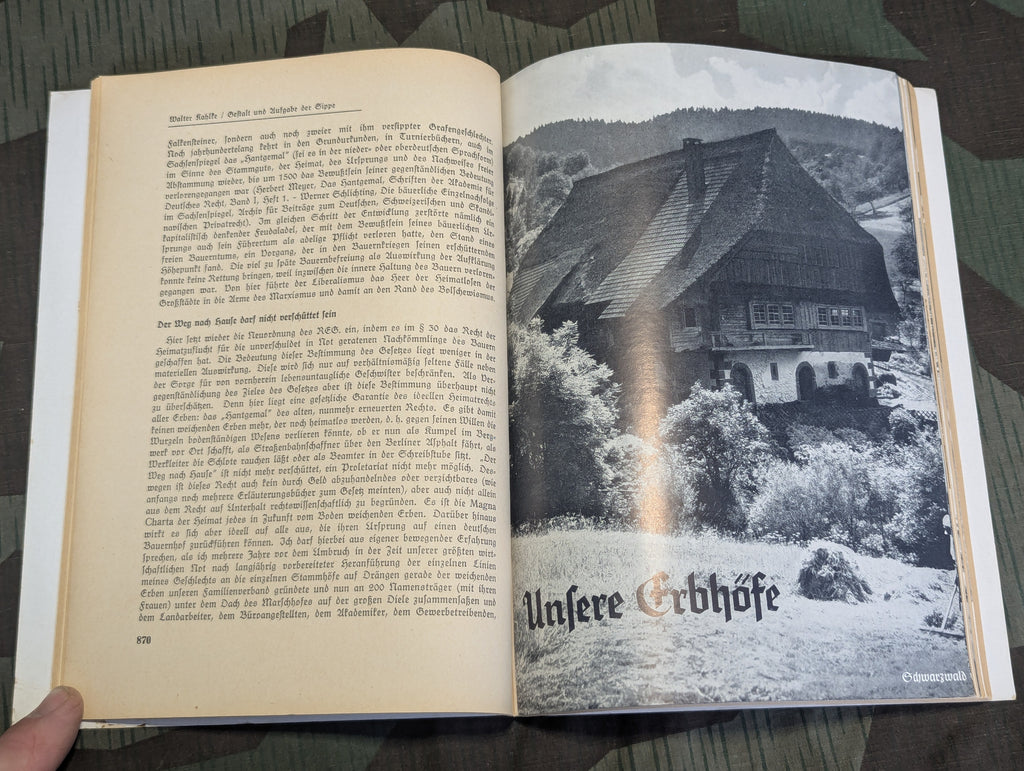 Walter Kahlke / Gestalt und Aufgabe der Sippe
Falkensteiner, sondern auch noch zweier mit ihm versippter Grafengeschlechter.
Noch jahrhundertelang kehrt in den Grundurkunden, in Turnierbüchern, auch im
Sachsenspiegel das „Hantgemal" (sei es in der nieder- oder oberdeutschen Sprachform)
im Sinne des Stammguts, der Heimat, des Ursprungs und des Nachweises freier
Abstammung wieder, bis um 1500 das Bewußtsein seiner gegenständlichen Bedeutung
verlorengegangen war (Herbert Meyer, Das Hantgemal, Schriften der Akademie für
Deutsches Recht, Band I, Heft 1. - Werner Schlichting, Die bäuerliche Einzelnachfolge
im Sachsenspiegel. Archiv für Beiträge zum Deutschen, Schweizerischen und Skandi-
navischen Privatrecht). Im gleichen Schritt der Entwicklung zerstörte nämlich ein
kapitalistisch denkender Feudaladel, der mit dem Bewußtsein seines bäuerlichen Ur-
sprungs auch sein Führertum als adelige Pflicht verloren hatte, den Stand eines
freien Bauerntums, ein Vorgang, der in den Bauernkriegen seinen erschütternden
Höhepunkt fand. Die viel zu späte Bauernbefreiung als Auswirkung der Aufklärung
konnte keine Rettung bringen, weil inzwischen die innere Haltung des Bauern verloren-
gegangen war. Von hier führte der Liberalismus das Heer der Heimatlosen der
Großstädte in die Arme des Marxismus und damit an den Rand des Bolschewismus.
Der Weg nach Hause darf nicht verschüttet sein
Hier setzt wieder die Neuordnung des REG. ein, indem es im § 30 das Recht der
Heimatzuflucht für die unverschuldet in Not geratenen Nachkömmlinge des Bauern
geschaffen hat. Die Bedeutung dieser Bestimmung des Gesetzes liegt weniger in der
materiellen Auswirkung. Diese wird sich nur auf verhältnismäßig seltene Fälle neben
der Sorge für von vornherein lebensuntaugliche Geschwister beschränken. Als Ver-
gegenständlichung des Zieles des Gesetzes aber ist diese Bestimmung überhaupt nicht
zu überschätzen. Denn hier liegt eine gesetzliche Garantie des ideellen Heimatrechts
aller Erben: das „Hantgemal" des alten, nunmehr erneuerten Rechts. Es gibt damit
keinen weichenden Erben mehr, der noch heimatlos werden, d. h. gegen seinen Willen die
Wurzeln bodenständigen Wesens verlieren könnte, ob er nun als Kumpel im Berg-
werk vor Ort schafft, als Straßenbahnschaffner über den Berliner Asphalt fährt, als
Werkleiter die Schlote rauchen läßt oder als Beamter in der Schreibstube sitzt. „Der
Weg nach Hause" ist nicht mehr verschüttet, ein Proletariat nicht mehr möglich. Des-
wegen ist dieses Recht auch kein durch Geld abzuhandelndes oder verzichtbares (wie
anfangs noch mehrere Erläuterungsbücher zum Gesetz meinten), aber auch nicht allein
aus dem Recht auf Unterhalt rechtswissenschaftlich zu begründen. Es ist die Magna
Charta der Heimat jedes in Zukunft vom Boden weichenden Erben. Darüber hinaus
wirkt es sich aber ideell auf alle aus, die ihren Ursprung auf einen deutschen
Bauernhof zurückführen können. Ich darf hierbei aus eigener bewegender Erfahrung
sprechen, als ich mehrere Jahre vor dem Umbruch in der Zeit unserer größten wirt-
schaftlichen Not nach langjährig vorbereiteter Heranführung der einzelnen Linien
meines Geschlechts an die einzelnen Stammhöfe auf Drängen gerade der weichenden
Erben unseren Familienverband gründete und nun an 200 Namensträger (mit ihren
Frauen) unter dem Dach des Marschhofes auf der großen Diele zusammensaßen und
dem Landarbeiter, dem Büroangestellten, dem Akademiker, dem Gewerbetreibenden,
870
Unsere Erbhöfe
Schwarzwald